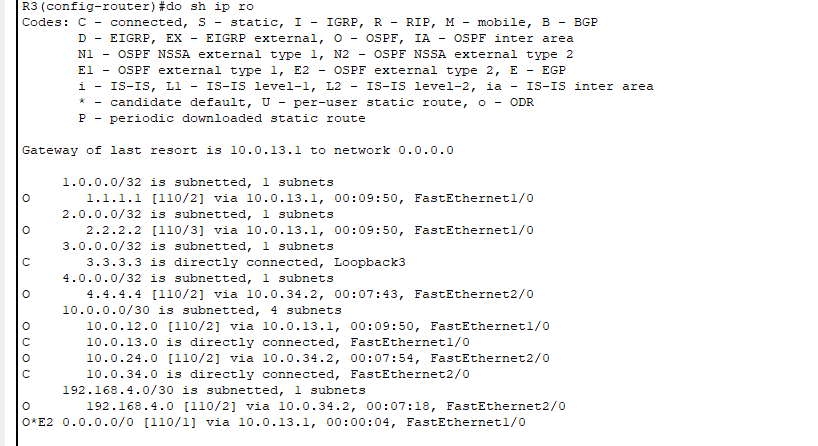 R3(config-router)#do sh ip ro
Codes: C - connected, S - static, I - IGRP, R - RIP, M - mobile, B - BGP
       D - EIGRP, EX - EIGRP external, O - OSPF, IA - OSPF inter area
       N1 - OSPF NSSA external type 1, N2 - OSPF NSSA external type 2
       E1 - OSPF external type 1, E2 - OSPF external type 2, E - EGP
       i - IS-IS, L1 - IS-IS level-1, L2 - IS-IS level-2, ia - IS-IS inter area
       * - candidate default, U - per-user static route, o - ODR
       P - periodic downloaded static route

Gateway of last resort is 10.0.13.1 to network 0.0.0.0

     1.0.0.0/32 is subnetted, 1 subnets
O       1.1.1.1 [110/2] via 10.0.13.1, 00:09:50, FastEthernet1/0
     2.0.0.0/32 is subnetted, 1 subnets
O       2.2.2.2 [110/3] via 10.0.13.1, 00:09:50, FastEthernet1/0
     3.0.0.0/32 is subnetted, 1 subnets
C       3.3.3.3 is directly connected, Loopback3
     4.0.0.0/32 is subnetted, 1 subnets
O       4.4.4.4 [110/2] via 10.0.34.2, 00:07:43, FastEthernet2/0
     10.0.0.0/30 is subnetted, 4 subnets
O       10.0.12.0 [110/2] via 10.0.13.1, 00:09:50, FastEthernet1/0
C       10.0.13.0 is directly connected, FastEthernet1/0
O       10.0.24.0 [110/2] via 10.0.34.2, 00:07:54, FastEthernet2/0
C       10.0.34.0 is directly connected, FastEthernet2/0
     192.168.4.0/30 is subnetted, 1 subnets
O       192.168.4.0 [110/2] via 10.0.34.2, 00:07:18, FastEthernet2/0
O*E2 0.0.0.0/0 [110/1] via 10.0.13.1, 00:00:04, FastEthernet1/0